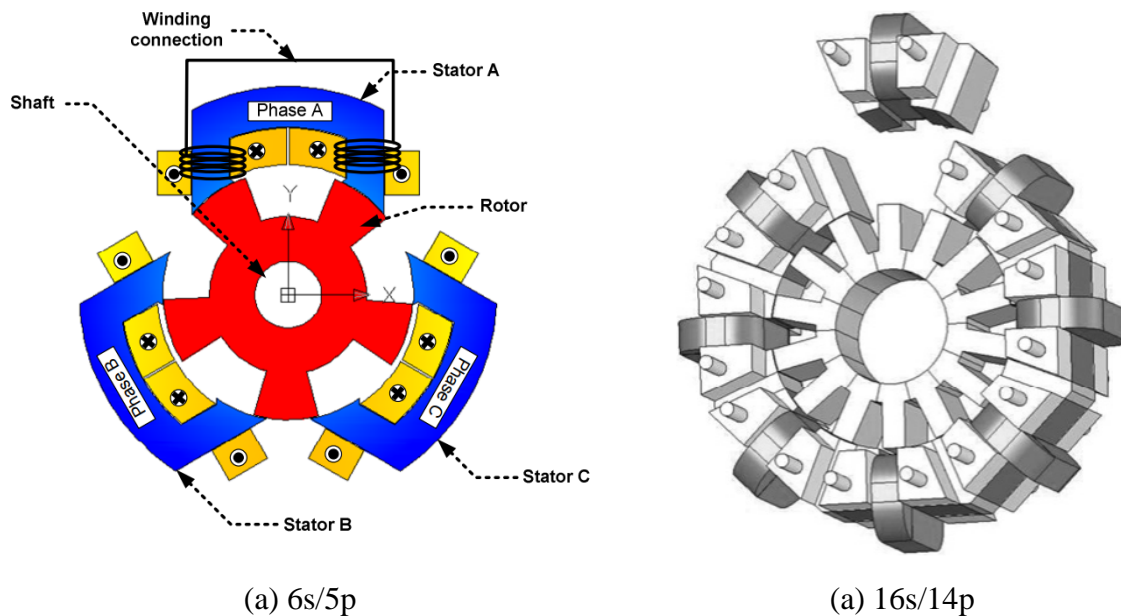 Winding
connection
Stator A
Shaft
Phase A
Y
Rotor
X
Phase B
Phase C
Stator C
Stator B
(a) 6s/5p
(a) 16s/14p